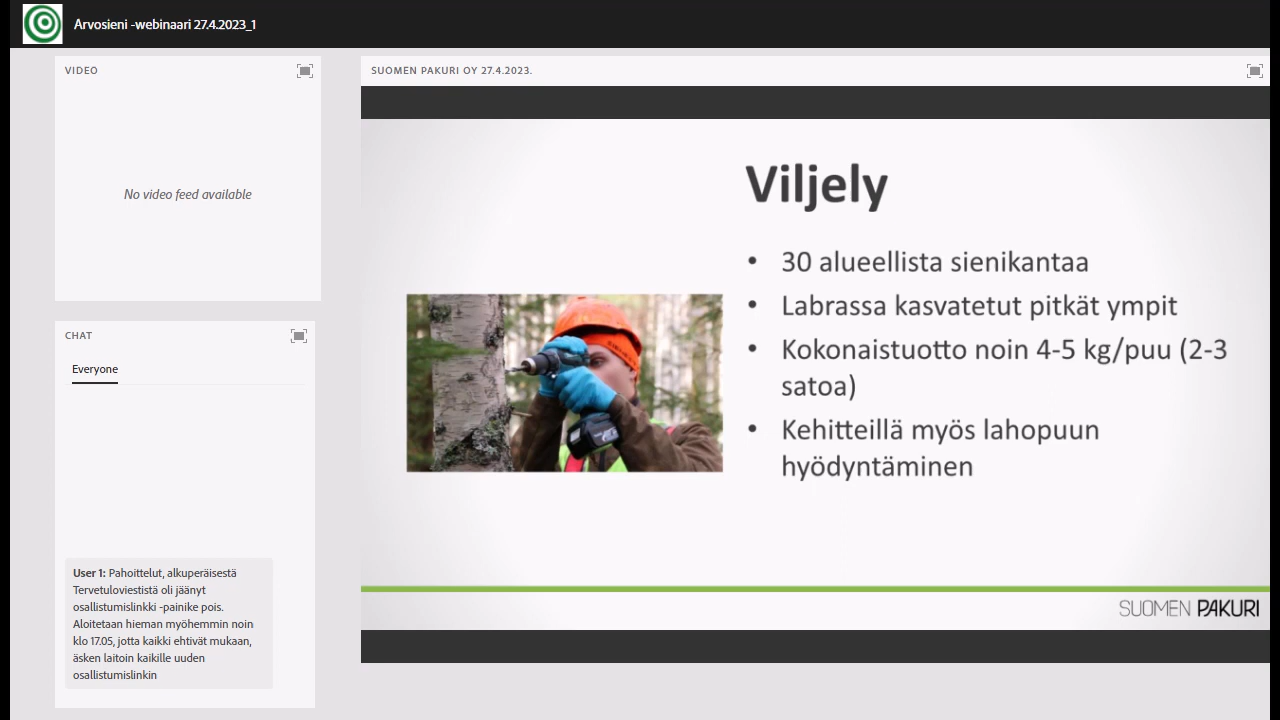 Arvosieni -webinaari 27.4.2023_1
VIDEO
No video feed available
CHAT
Everyone
User 1: Pahoittelut, alkuperäisestä
Tervetuloviestistä oli jäänyt
osallistumislinkki -painike pois.
Aloitetaan hieman myöhemmin noin
klo 17.05, jotta kaikki ehtivät mukaan,
äsken laitoin kaikille uuden
osallistumislinkin
SUOMEN PAKURI OY 27.4.2023.
Viljely
• 30 alueellista sienikantaa
• Labrassa kasvatetut pitkät ympit
• Kokonaistuotto noin 4-5 kg/puu (2-3
satoa)
• Kehitteillä myös lahopuun
hyödyntäminen
SUOMEN PAKURI